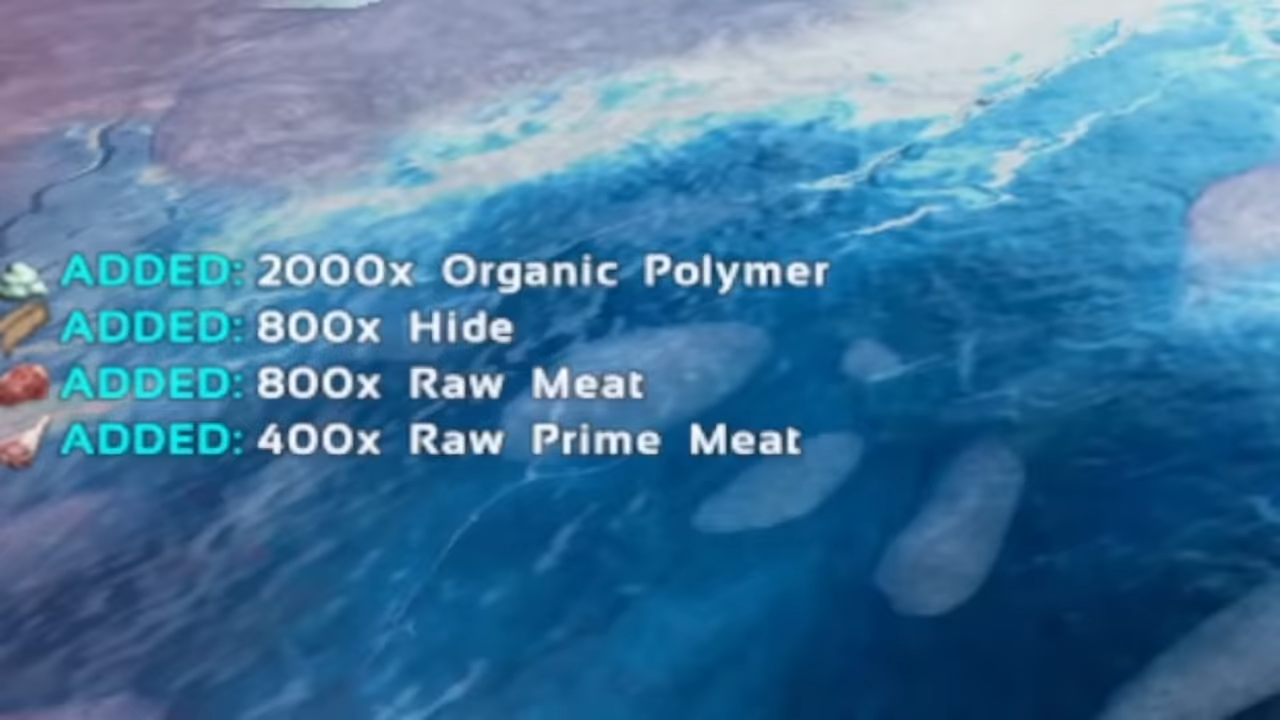 ADDED: 2000x Organic Polymer
ADDED: 800x Hide
ADDED: 800x Raw Meat
ADDED: 400x Raw Prime Meat